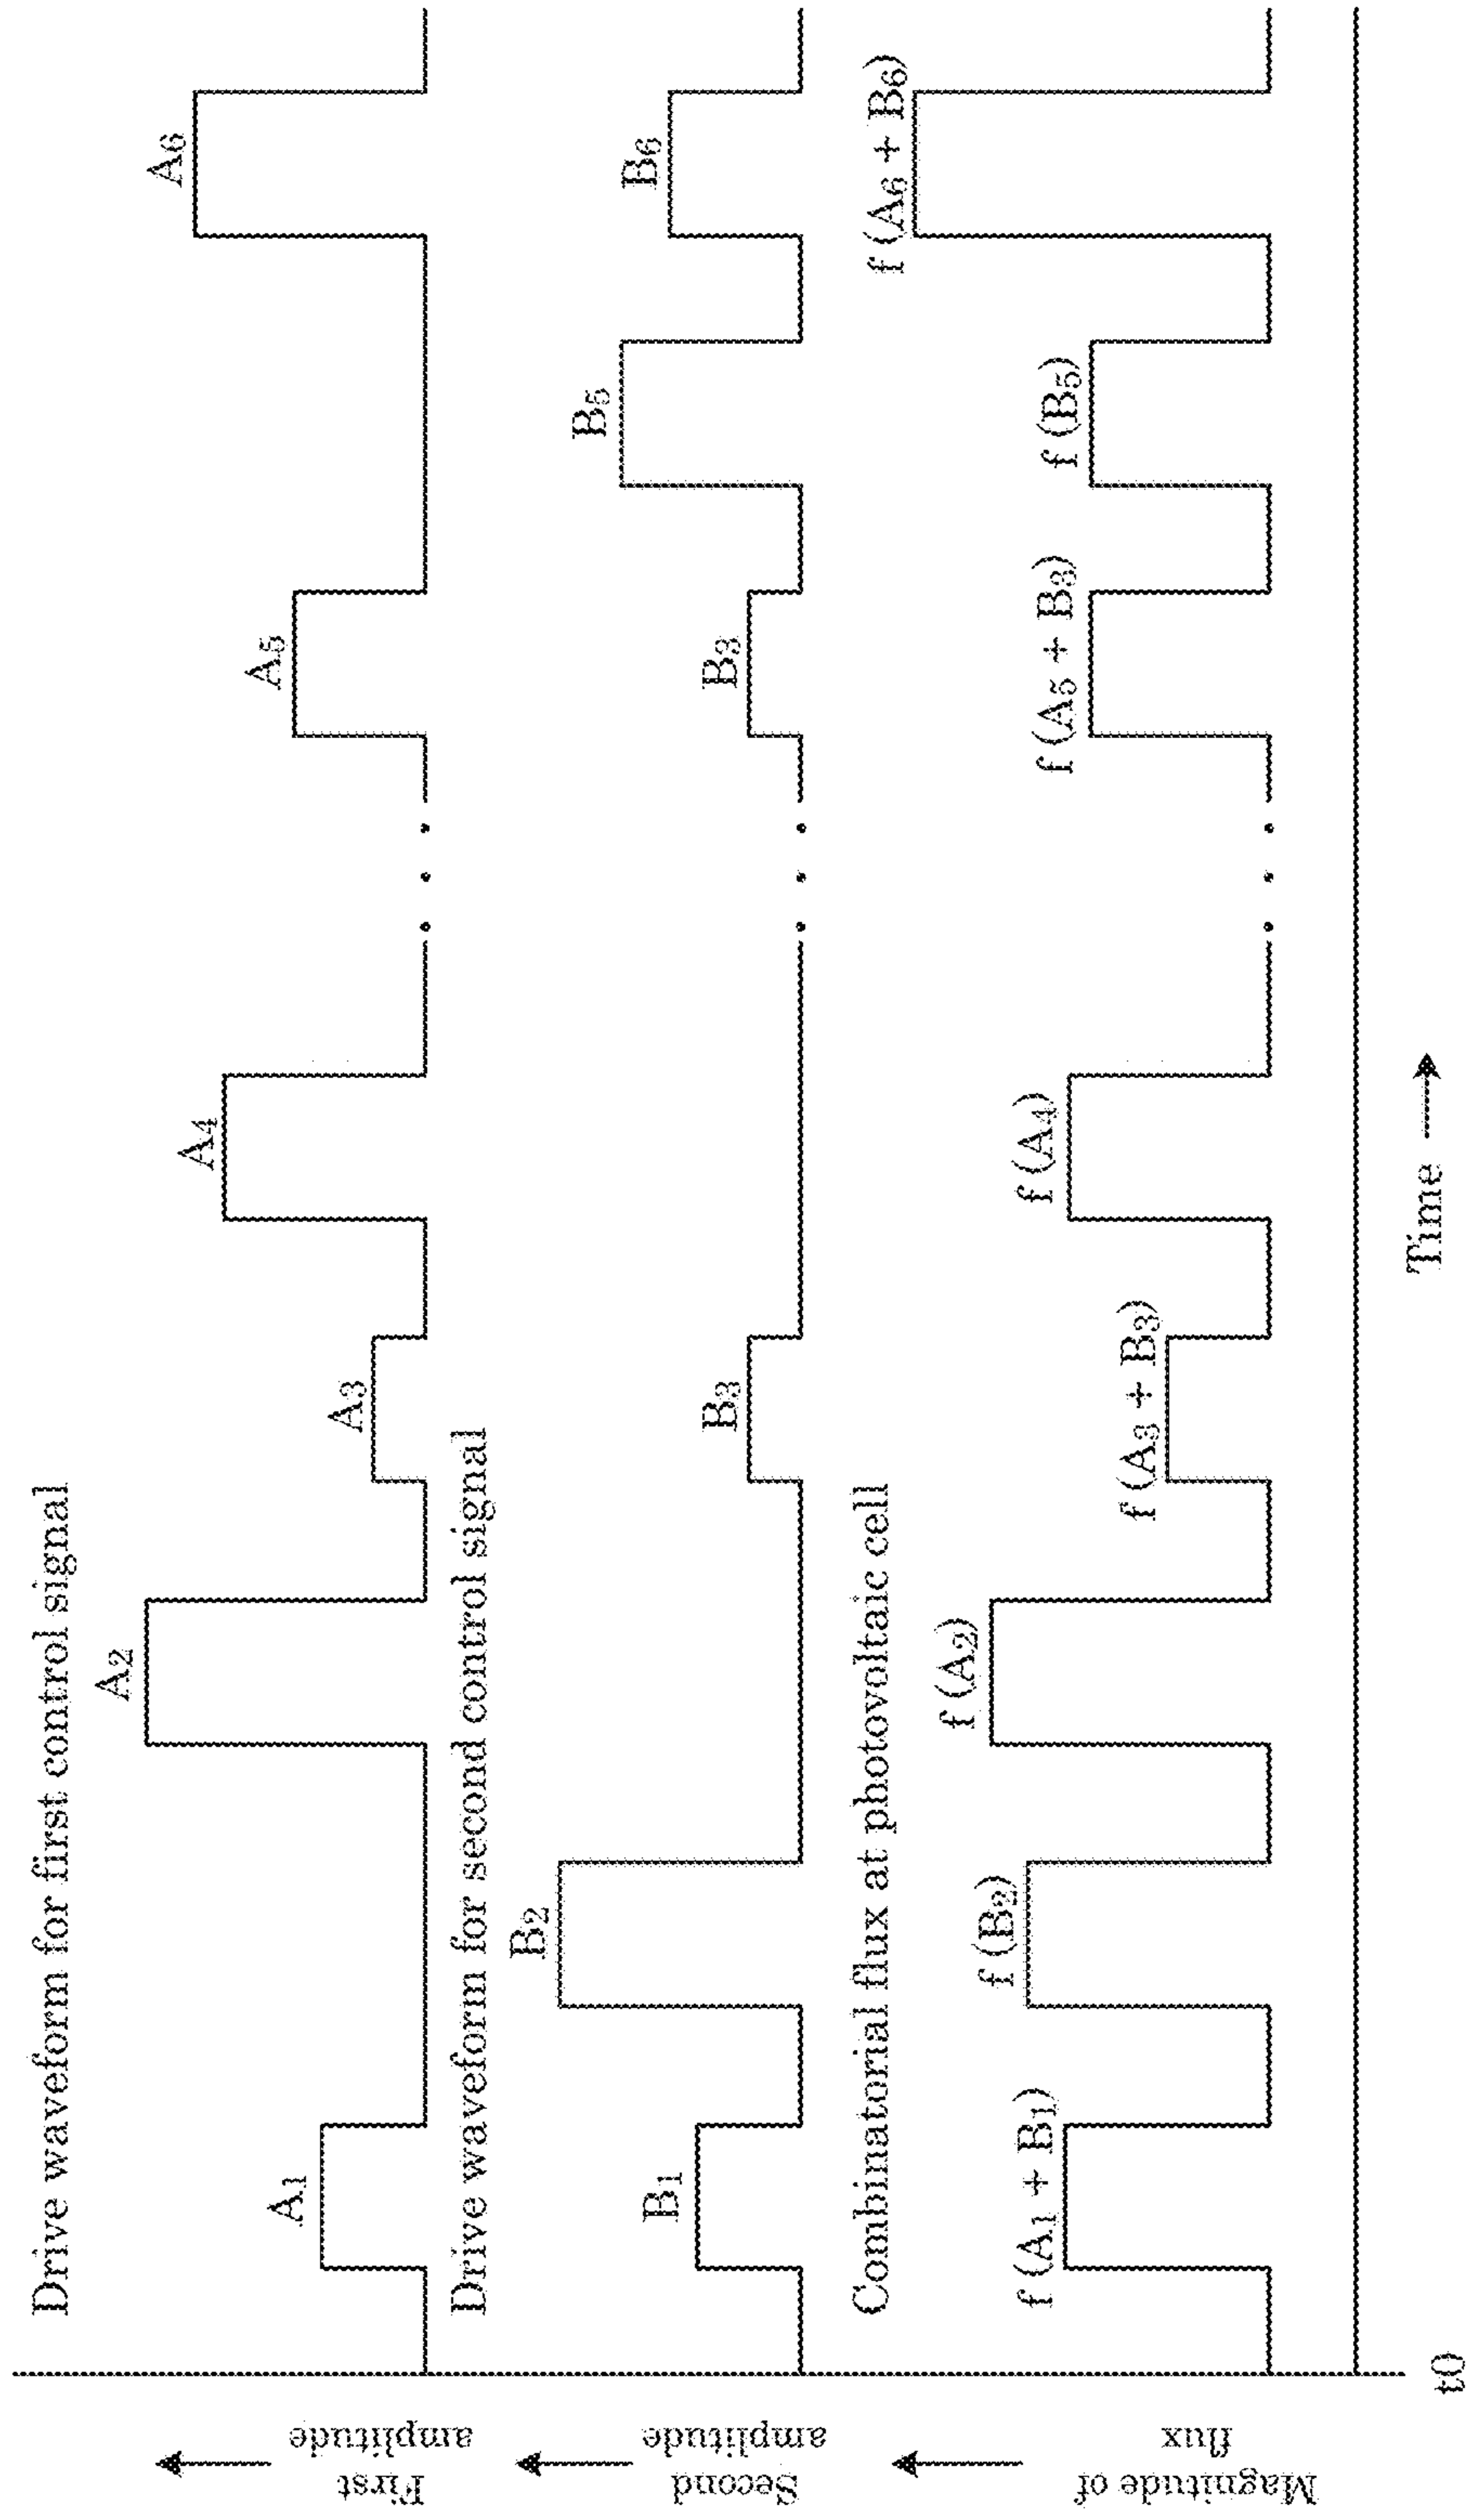 Drive waveform for first control signal
First
amplitude
A1
A2
A3
A4
A5
A6
Drive waveform for second control signal
Second
amplitude
B1
B2
B3
B3
B5
B6
Combinatorial flux at photovoltaic cell
Magnitude of
flux
f (A1 + B1)
f (B2)
f (A2)
f (A3 + B3)
f (A4)
f (A5 + B3)
f (B5)
f (A6 + B6)
t0
Time